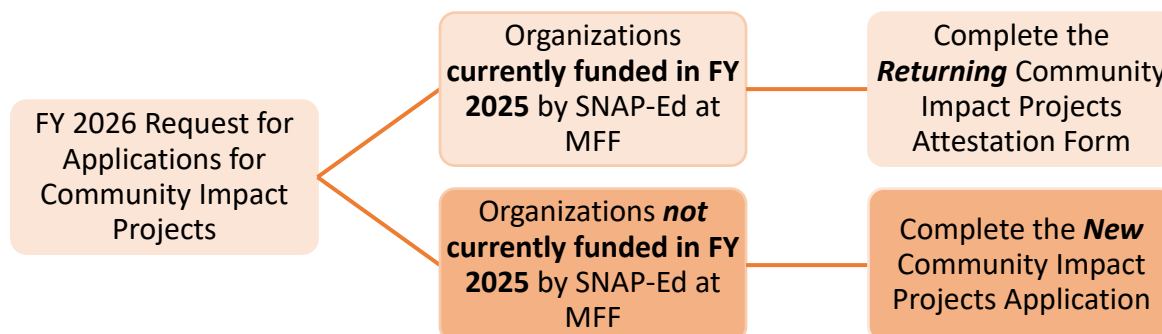 FY 2026 Request for
Applications for
Community Impact
Projects
Organizations
currently funded in FY
2025 by SNAP-Ed at
MFF
Complete the
Returning Community
Impact Projects
Attestation Form
Organizations not
currently funded in FY
2025 by SNAP-Ed at
MFF
Complete the New
Community Impact
Projects Application